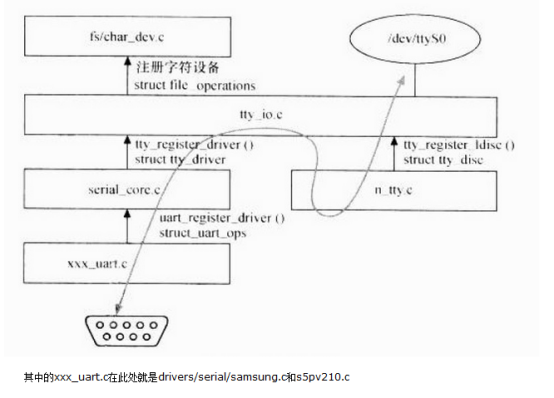 fs/char_dev.c
/dev/ttyS0
注册字符设备
struct file_operations
tty_io.c
tty_register_driver()
struct tty_driver
tty_register_ldisc()
struct tty_disc
serial_core.c
n_tty.c
uart_register_driver()
struct_uart_ops
xxx_uart.c
其中的xxx_uart.c在此处就是drivers/serial/samsung.c和s5pv210.c